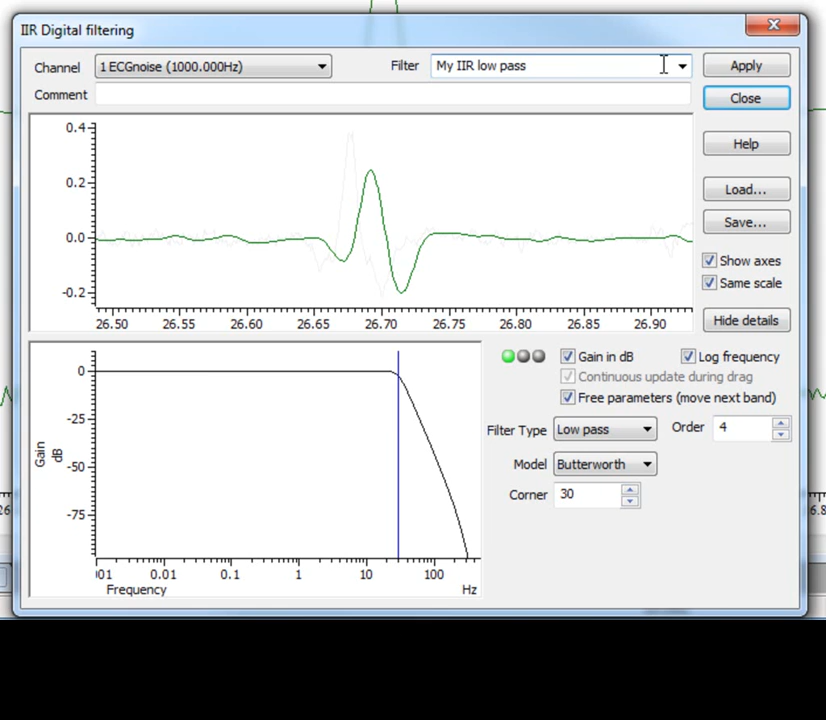 IIR Digital filtering
Channel 1 ECGnoise (1000.000Hz) Filter My IIR low pass Apply
Comment Close
Help
Load...
Save...
Show axes
Same scale
Hide details
0.4
0.2
0.0
-0.2
26.50 26.55 26.60 26.65 26.70 26.75 26.80 26.85 26.90
Gain in dB Log frequency
Continuous update during drag
Free parameters (move next band)
Filter Type Low pass Order 4
Model Butterworth
Corner 30
0
-25
-50
-75
Gain
dB
01 0.01 0.1 1 10 100
Frequency Hz
26
6.8